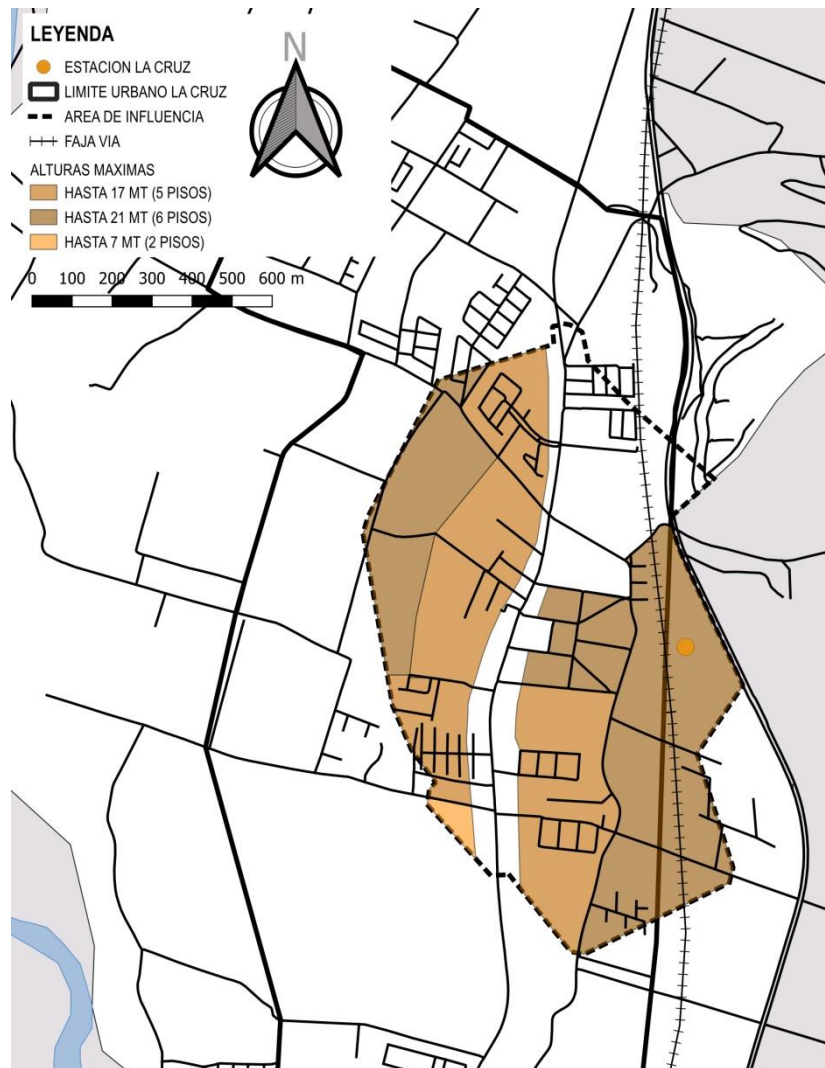 LEYENDA
N
ESTACION LA CRUZ
LIMITE URBANO LA CRUZ
AREA DE INFLUENCIA
FAJA VIA
ALTURAS MAXIMAS
HASTA 17 MT (5 PISOS)
HASTA 21 MT (6 PISOS)
HASTA 7 MT (2 PISOS)
0 100 200 300 400 500 600 m